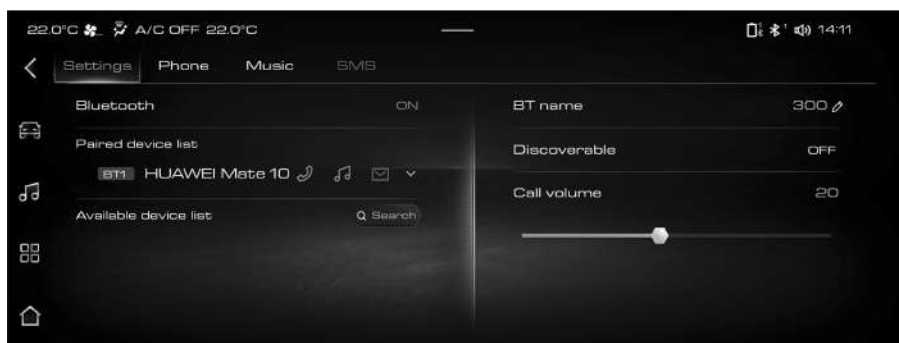 22.0°C A/C OFF 22.0°C 1 14:11
Settings Phone Music SMS
Bluetooth ON
BT name 300
Paired device list
Discoverable OFF
BT1 HUAWEI Mate 10
Call volume 20
Available device list Search